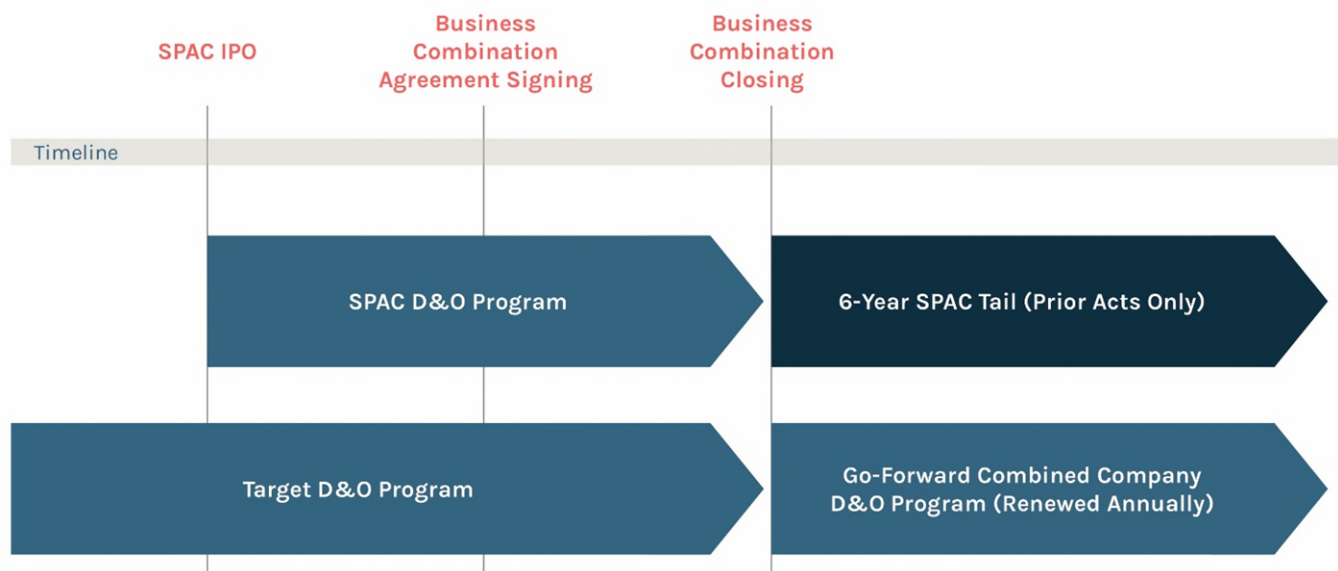 SPAC IPO
Business
Combination
Agreement Signing
Business
Combination
Closing
Timeline
SPAC D&O Program
6-Year SPAC Tail (Prior Acts Only)
Target D&O Program
Go-Forward Combined Company
D&O Program (Renewed Annually)